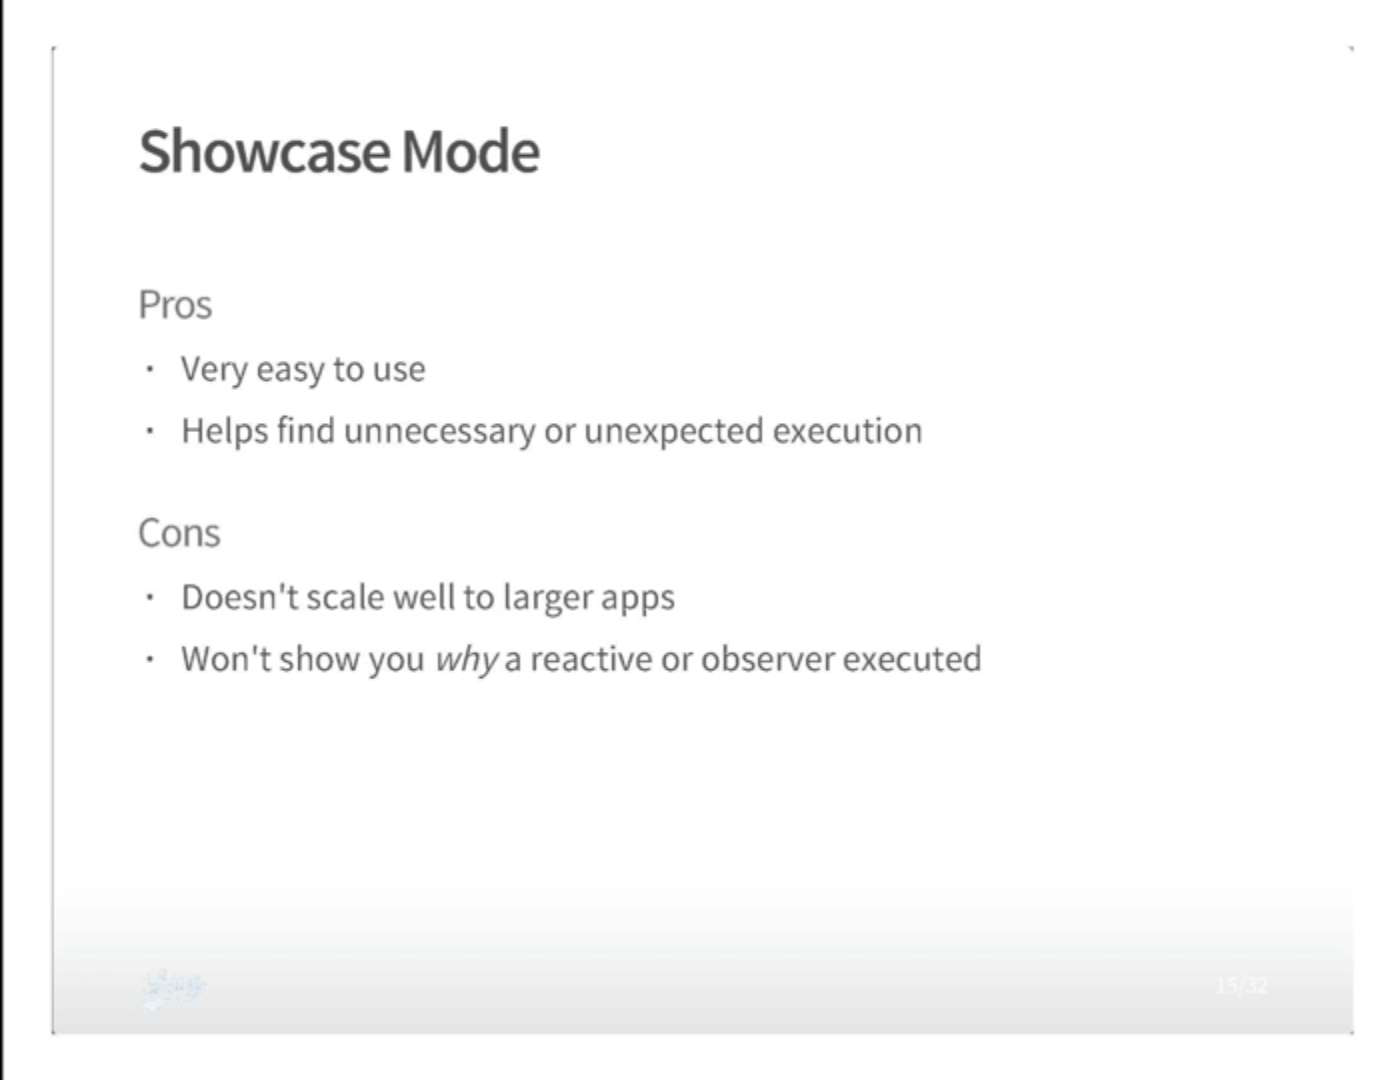 Showcase Mode
Pros
· Very easy to use
· Helps find unnecessary or unexpected execution
Cons
· Doesn't scale well to larger apps
· Won't show you why a reactive or observer executed
15/32